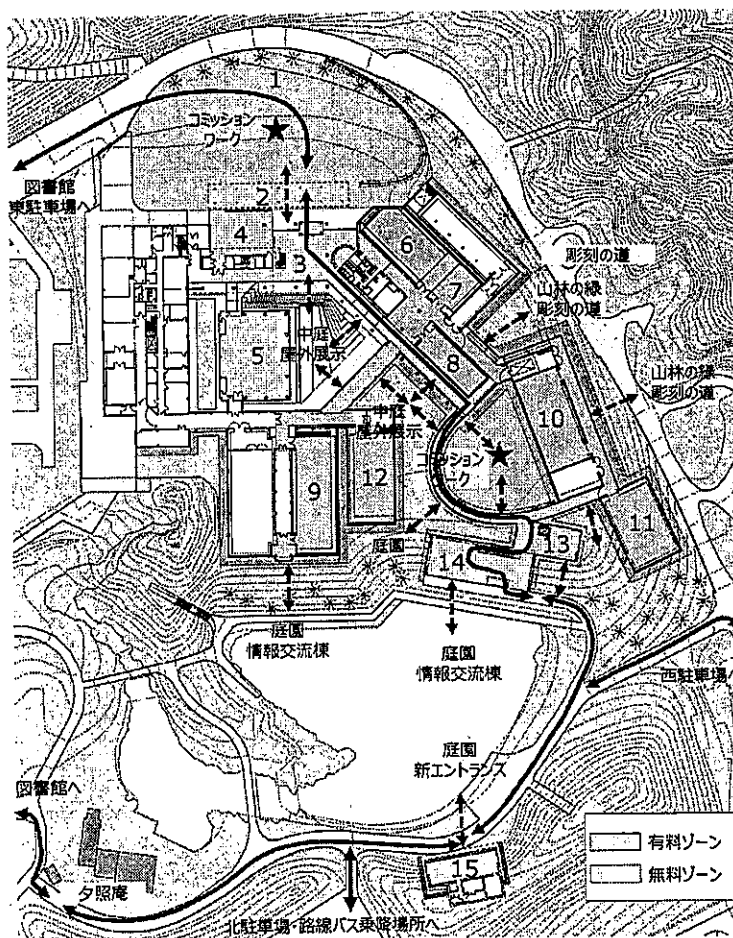 1
コミッション
ワーク
図書館
東駐車場へ
2
4
3
6
7
彫刻の道
山林の緑
彫刻の道
中庭
屋外展示
5
8
山林の緑
彫刻の道
10
中庭
屋外展示
コミッション
ワーク
9
12
11
庭園
13
14
庭園
情報交流棟
庭園
情報交流棟
西駐車場へ
庭園
新エントランス
図書館へ
有料ゾーン
無料ゾーン
15
夕照庵
北駐車場・路線バス乗降場所へ